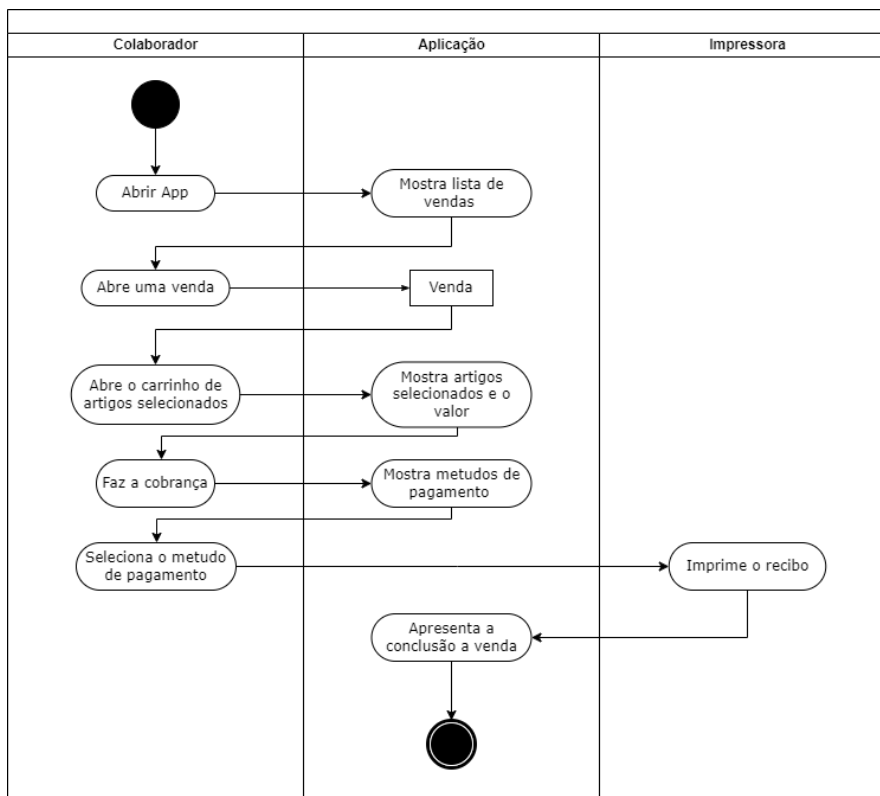 Colaborador
Aplicação
Impressora
Abrir App
Mostra lista de
vendas
Abre uma venda
Venda
Abre o carrinho de
artigos selecionados
Mostra artigos
selecionados e o
valor
Faz a cobrança
Mostra metudos de
pagamento
Seleciona o metudo
de pagamento
Imprime o recibo
Apresenta a
conclusão a venda